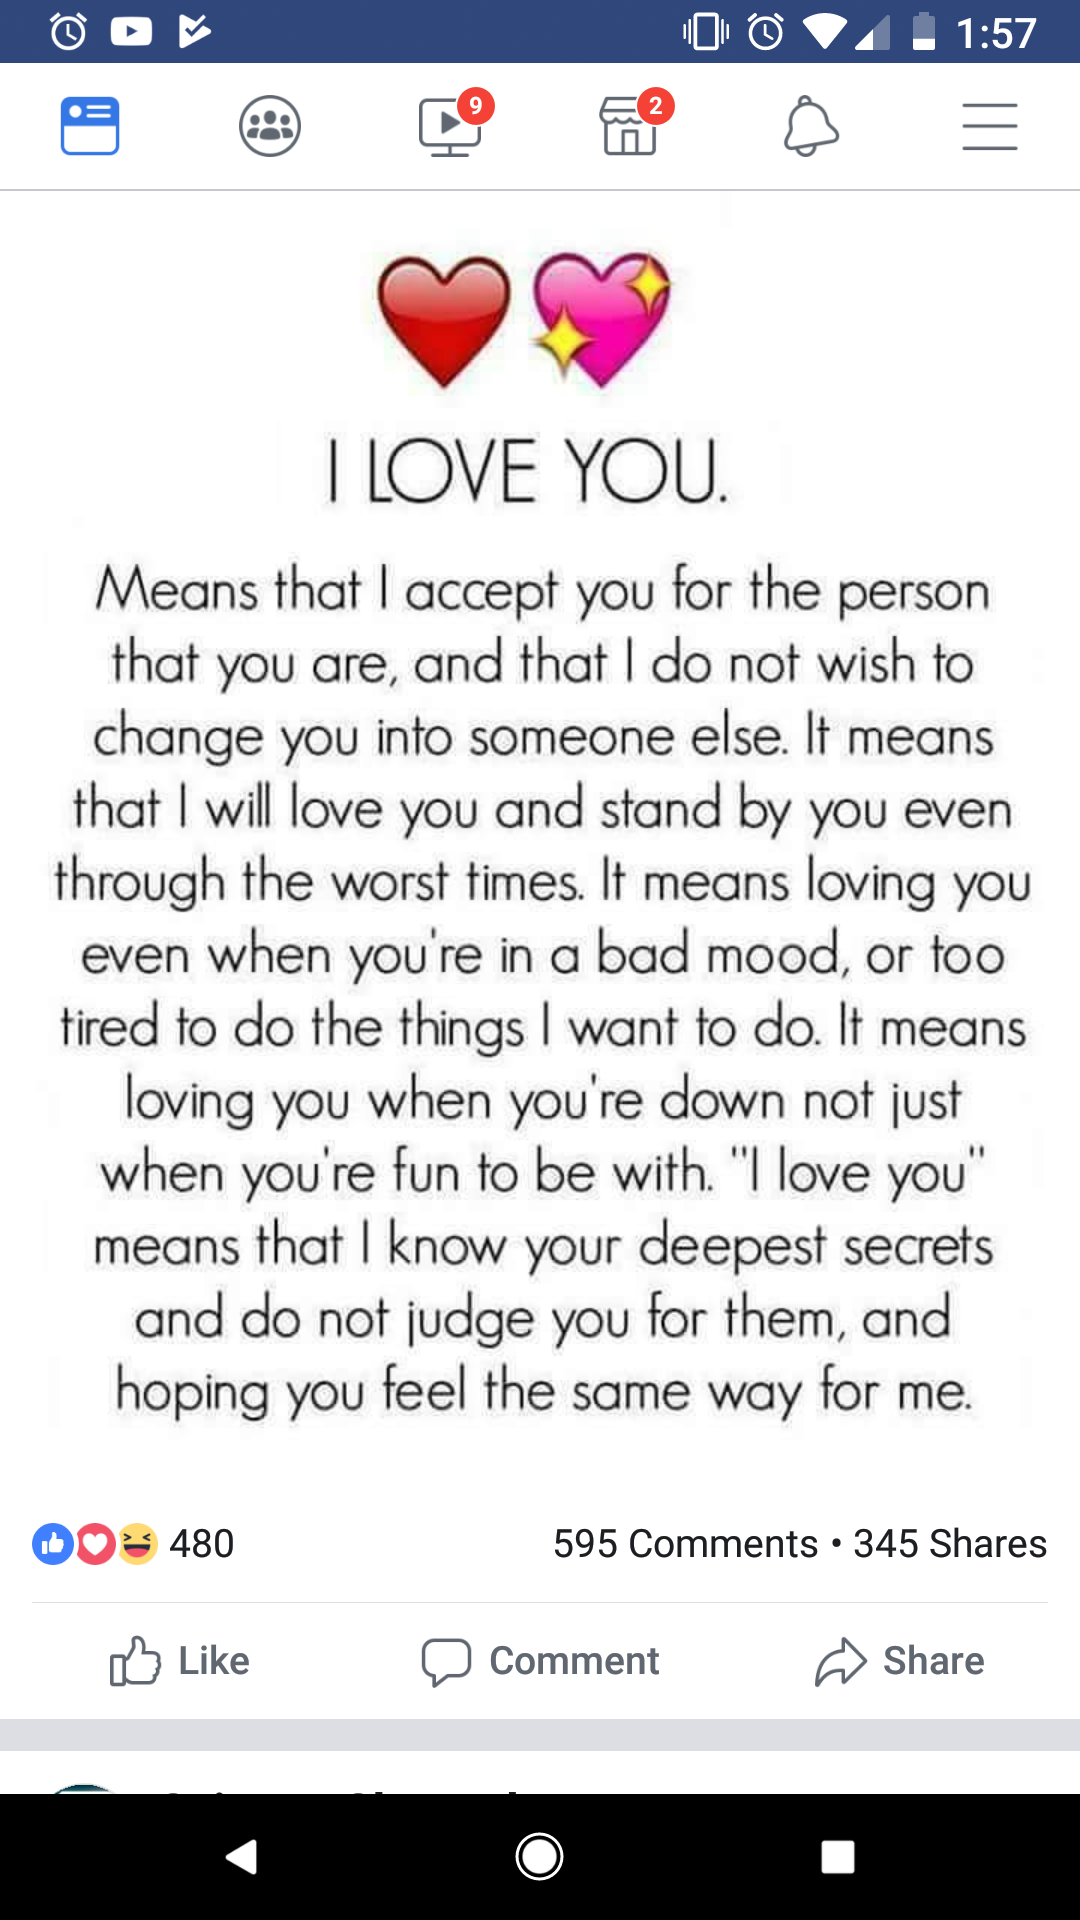 1:57
9
2
I LOVE YOU.
Means that I accept you for the person
that you are, and that I do not wish to
change you into someone else. It means
that I will love you and stand by you even
through the worst times. It means loving you
even when you're in a bad mood, or too
tired to do the things I want to do. It means
loving you when you're down not just
when you're fun to be with. "I love you"
means that I know your deepest secrets
and do not judge you for them, and
hoping you feel the same way for me.
480 595 Comments • 345 Shares
Like Comment Share